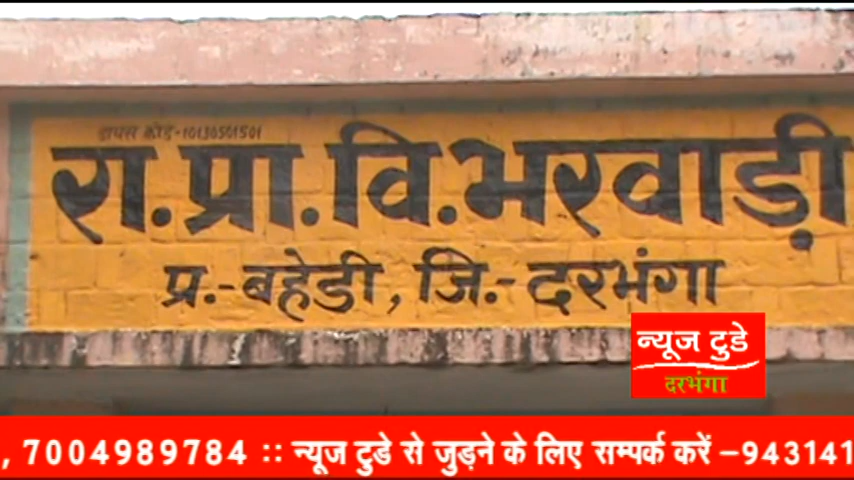 डायस कोड-10130501501
रा.प्रा.वि.भरवाड़ी
प्र.-बहेडी, जि.-दरभंगा
न्यूज टुडे
दरभंगा
, 7004989784 :: न्यूज टुडे से जुड़ने के लिए सम्पर्क करें –943141